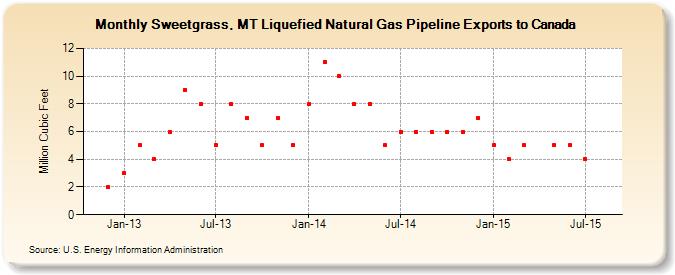 Monthly Sweetgrass, MT Liquefied Natural Gas Pipeline Exports to Canada
Million Cubic Feet
12
10
8
6
4
2
0
Jan-13 Jul-13 Jan-14 Jul-14 Jan-15 Jul-15
Source: U.S. Energy Information Administration